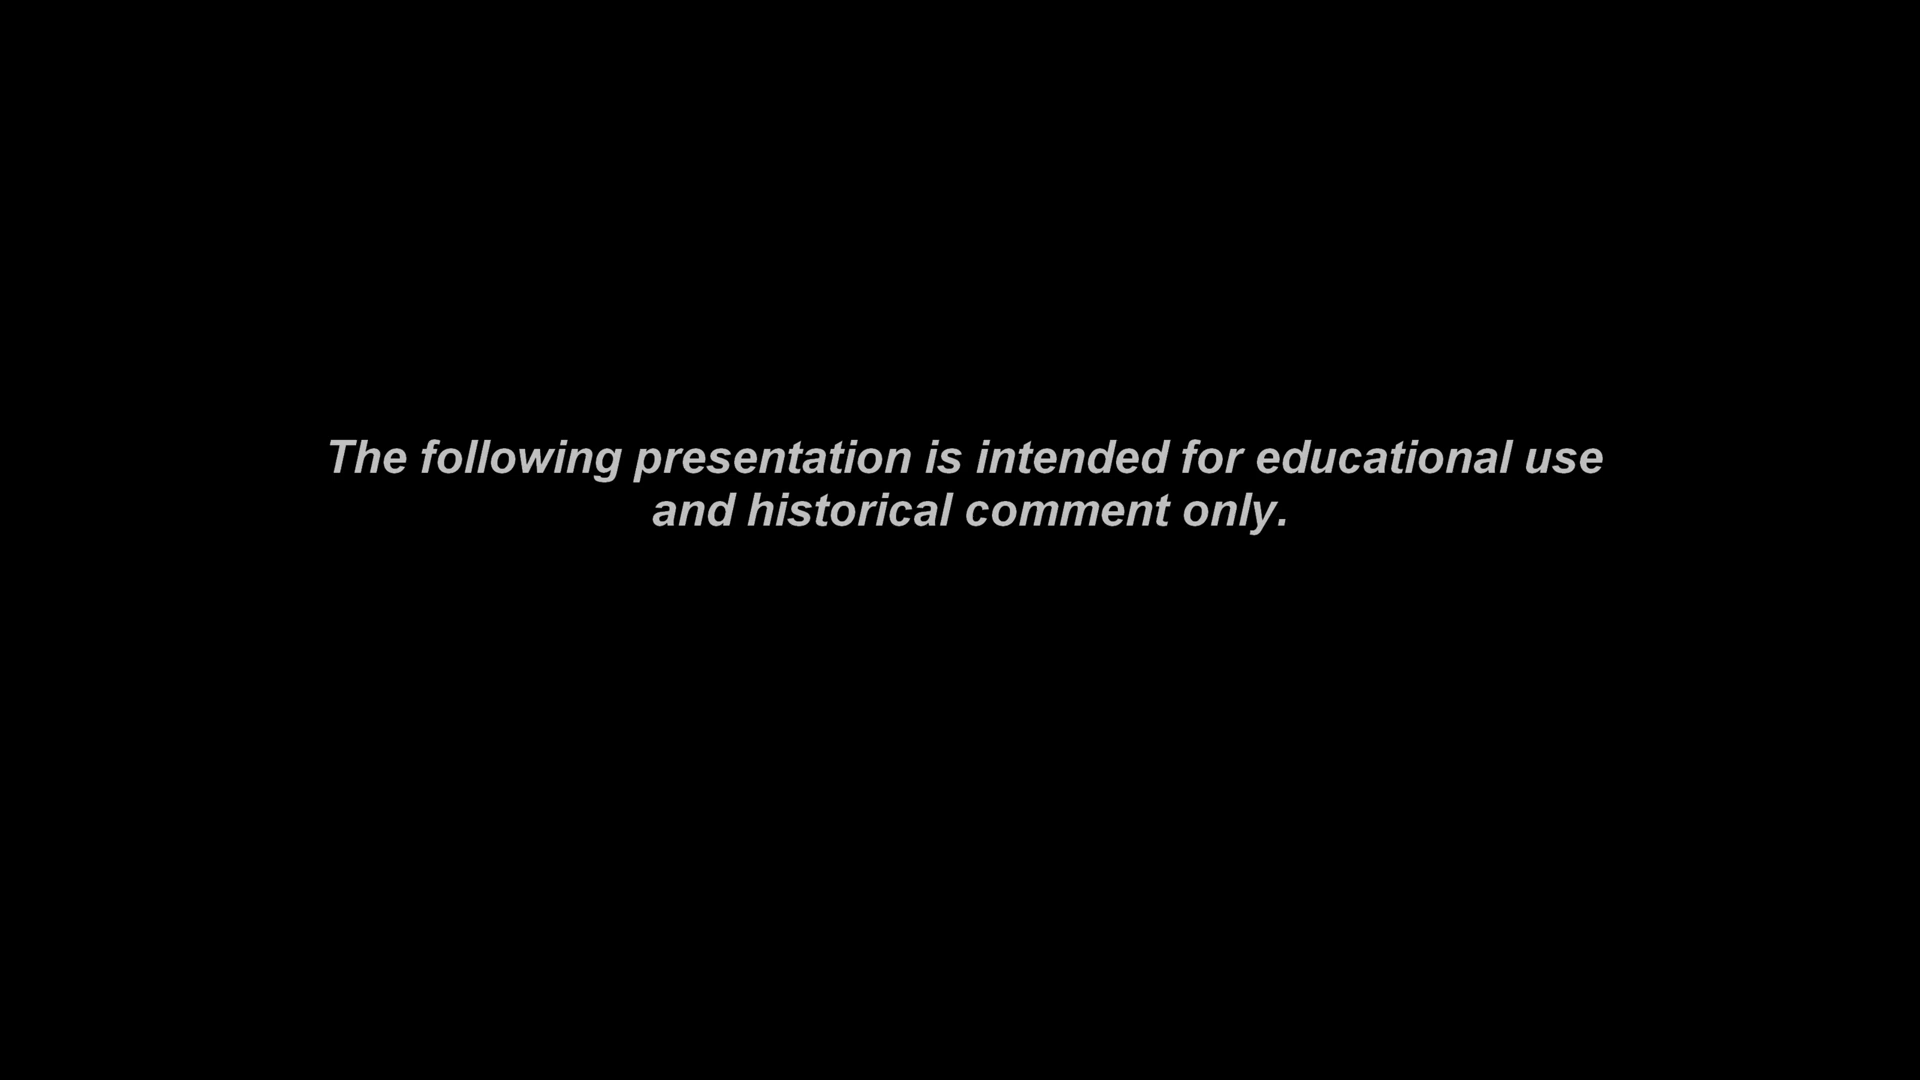 The following presentation is intended for educational use
and historical comment only.